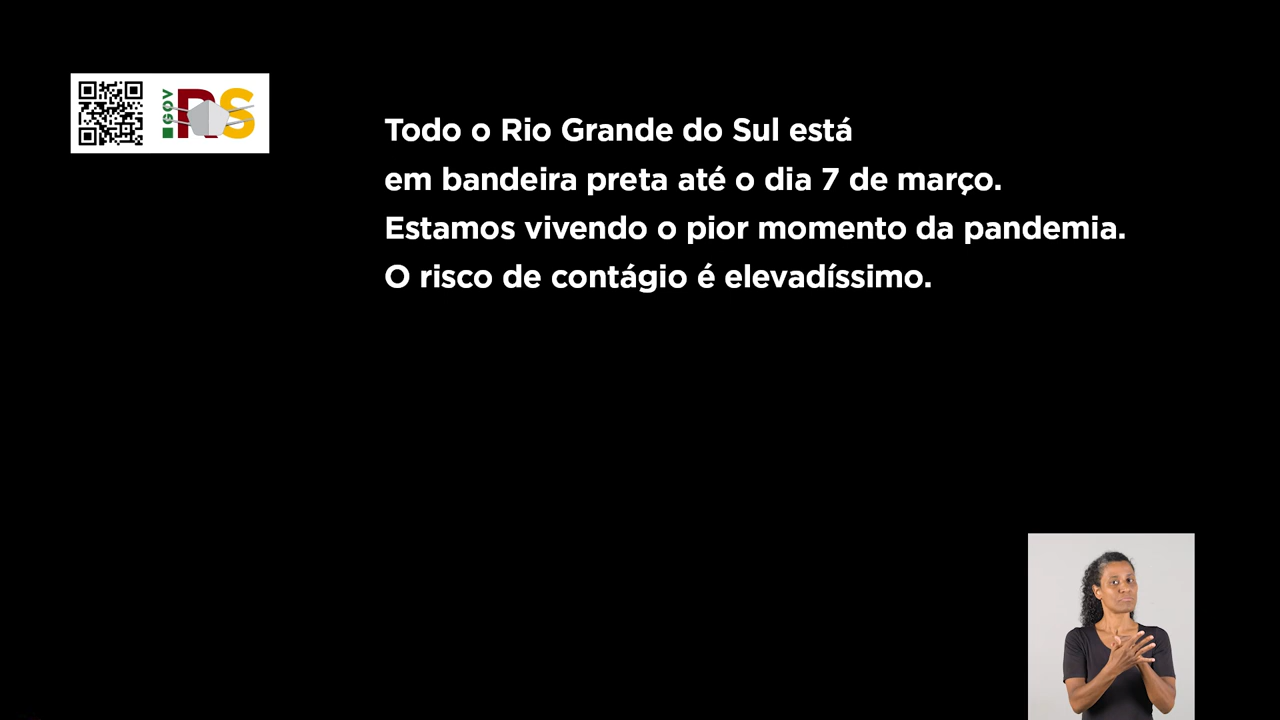 GOV
RS
Todo o Rio Grande do Sul está
em bandeira preta até o dia 7 de março.
Estamos vivendo o pior momento da pandemia.
O risco de contágio é elevadíssimo.